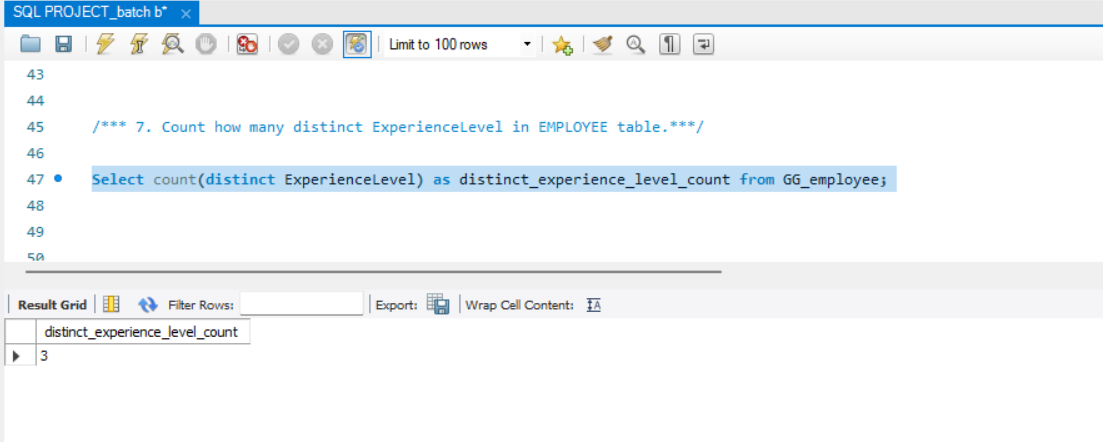 SQL PROJECT_batch b* ×
Limit to 100 rows
43
44
45 /*** 7. Count how many distinct ExperienceLevel in EMPLOYEE table.***/
46
47 Select count(distinct ExperienceLevel) as distinct_experience_level_count from GG_employee;
48
49
50
Result Grid Filter Rows: Export: Wrap Cell Content: IA
distinct_experience_level_count
3